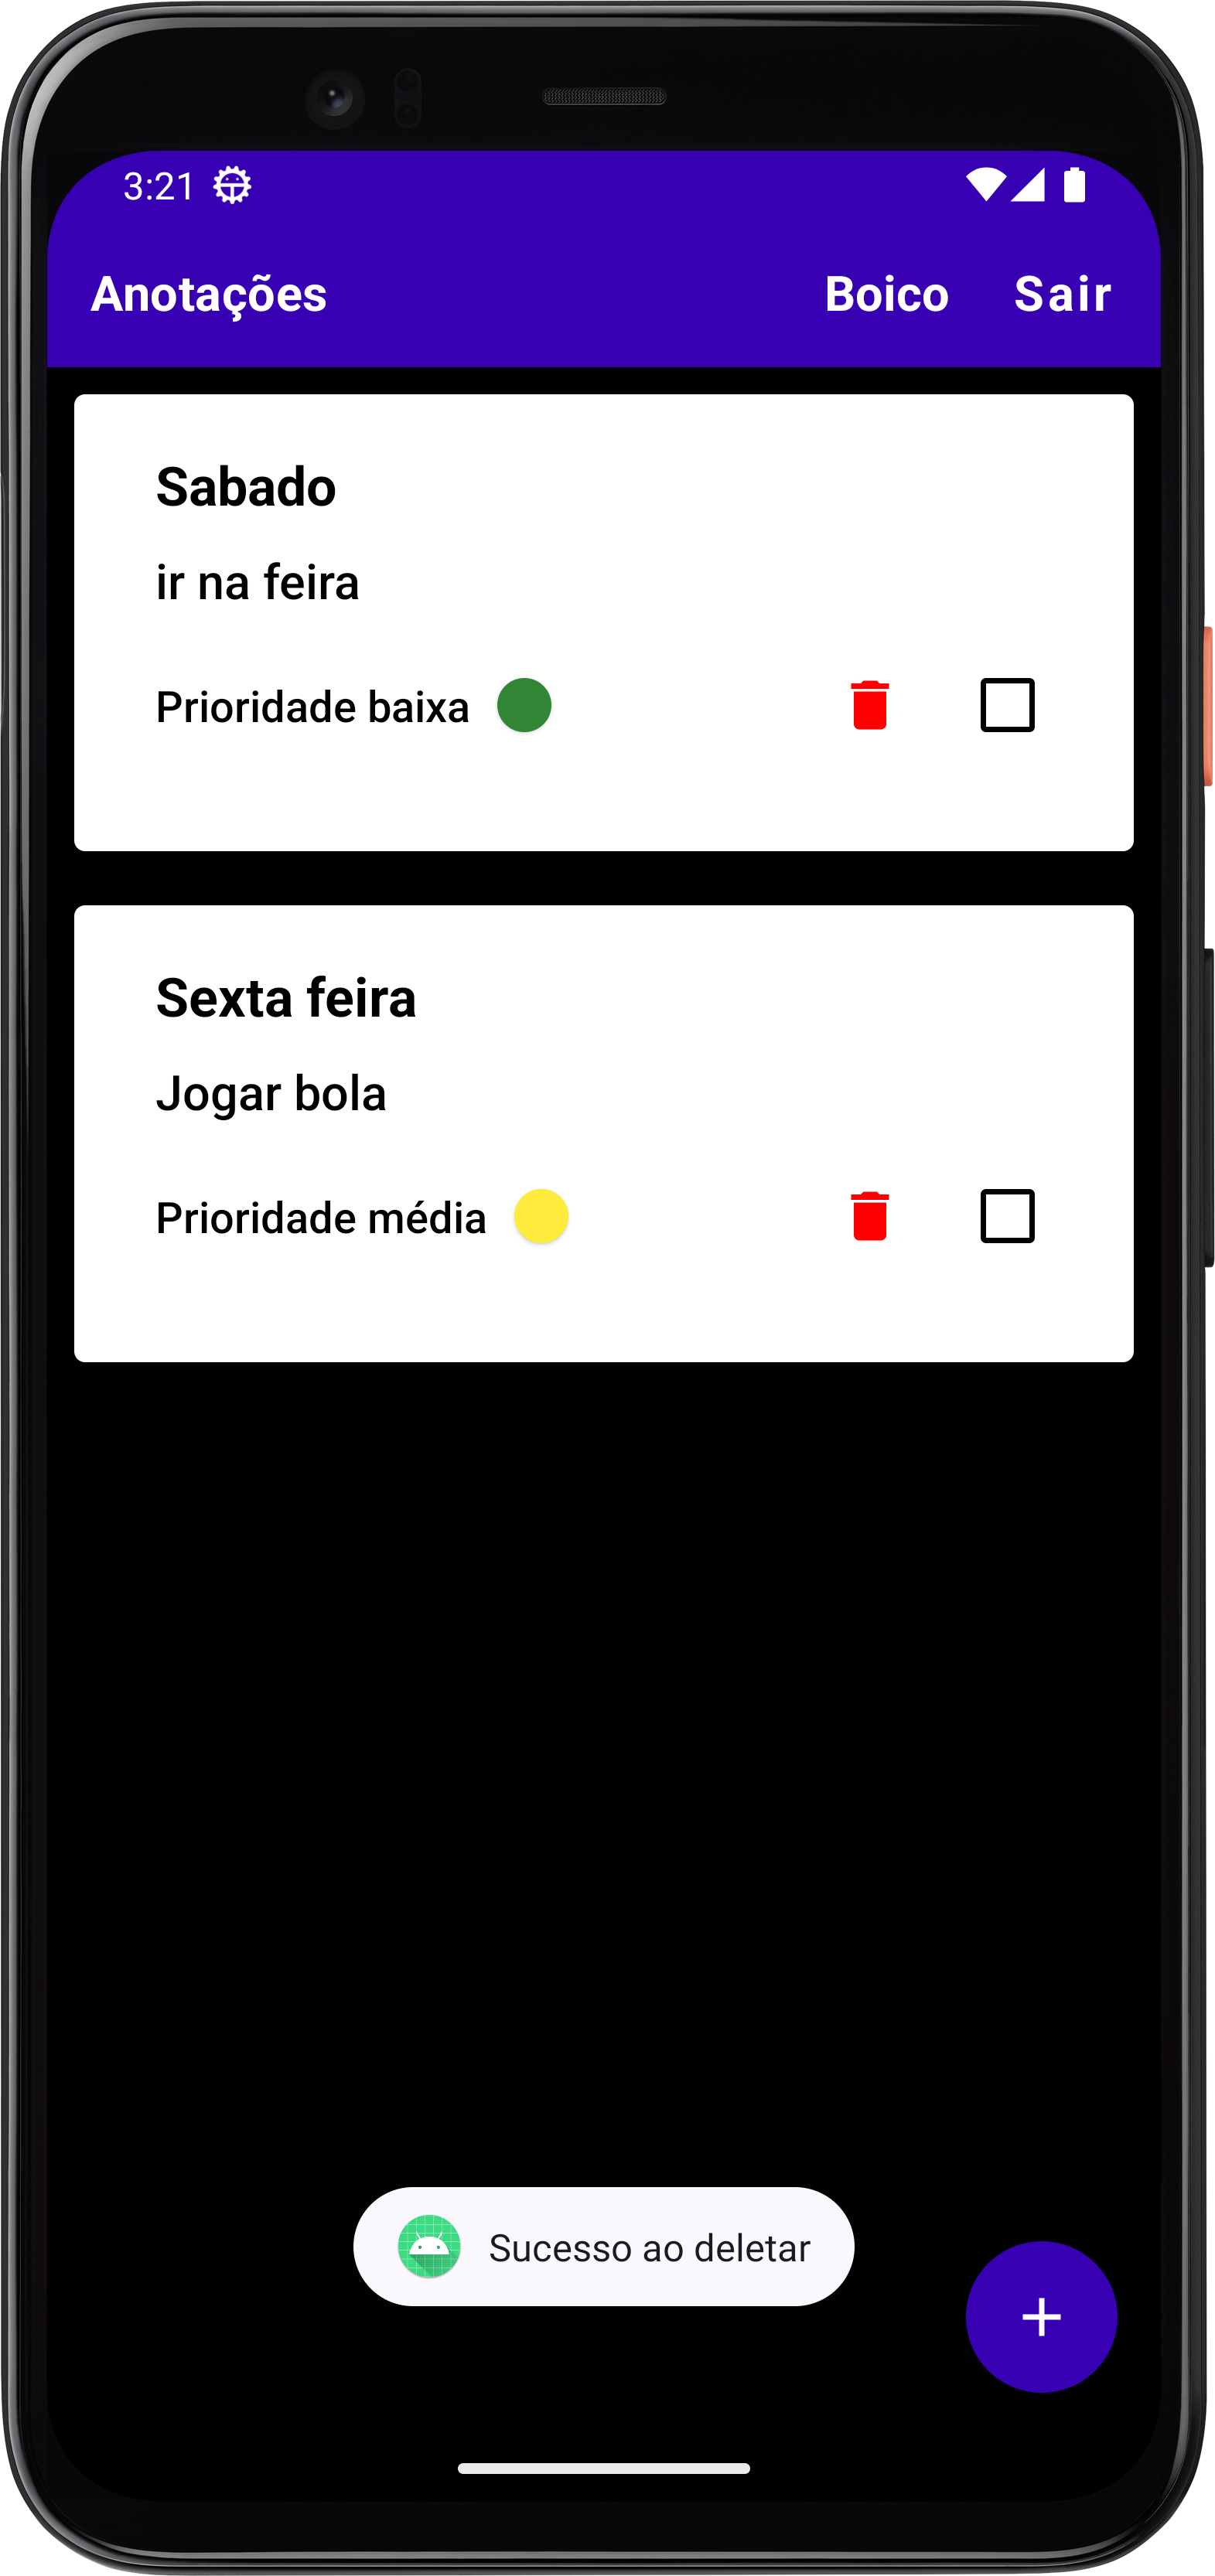 3:21
Anotações
Boico
Sair
Sabado
ir na feira
Prioridade baixa
Sexta feira
Jogar bola
Prioridade média
Sucesso ao deletar